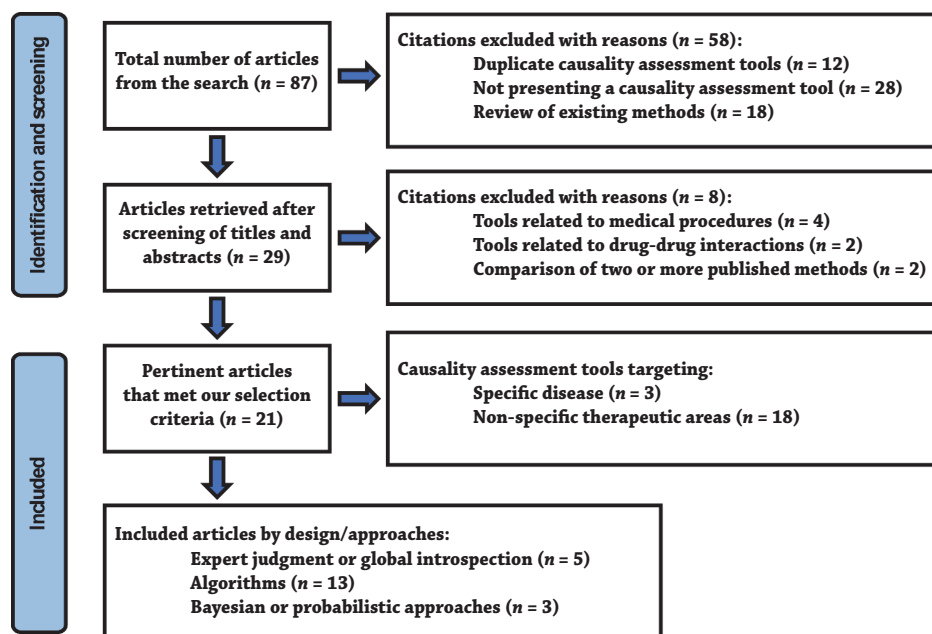 Identification and screening
Total number of articles
from the search (n = 87)
Citations excluded with reasons (n = 58):
Duplicate causality assessment tools (n = 12)
Not presenting a causality assessment tool (n = 28)
Review of existing methods (n = 18)
Articles retrieved after
screening of titles and
abstracts (n = 29)
Citations excluded with reasons (n = 8):
Tools related to medical procedures (n = 4)
Tools related to drug-drug interactions (n = 2)
Comparison of two or more published methods (n = 2)
Included
Pertinent articles
that met our selection
criteria (n = 21)
Causality assessment tools targeting:
Specific disease (n = 3)
Non-specific therapeutic areas (n = 18)
Included articles by design/approaches:
Expert judgment or global introspection (n = 5)
Algorithms (n = 13)
Bayesian or probabilistic approaches (n = 3)